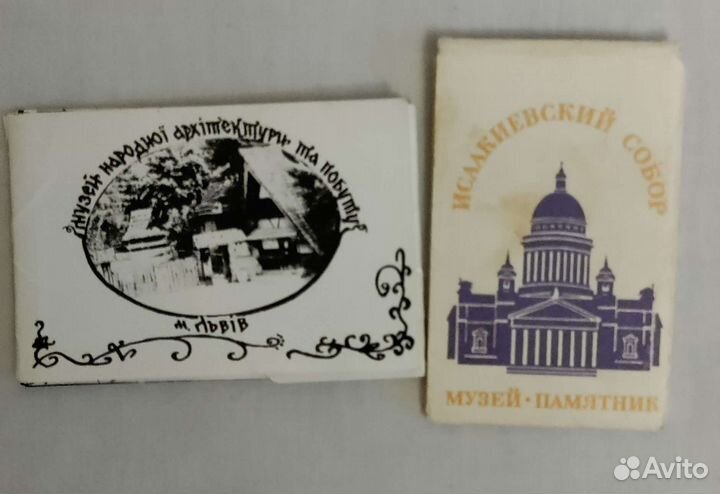 Музей народної архітектури та побуту
м. Львів
ИСААКИЕВСКИЙ СОБОР
МУЗЕЙ·ПАМЯТНИК
Avito